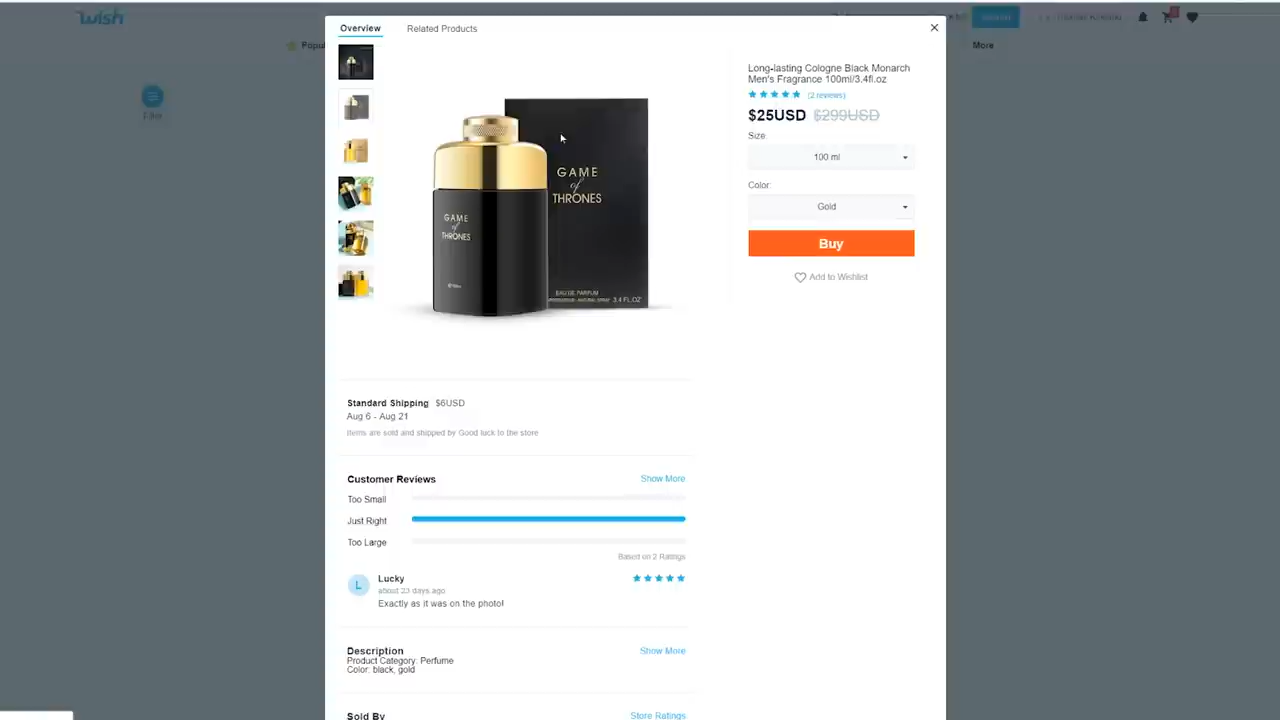 wish
Overview
Related Products
More
Filter
Long-lasting Cologne Black Monarch
Men's Fragrance 100ml/3.4fl.oz
(2 reviews)
$25USD $299USD
Size:
100 ml
Color:
Gold
Buy
Add to Wishlist
GAME
of
THRONES
EAU DE PARFUM
3.4 FL.OZ
GAME
of
THRONES
Standard Shipping $6USD
Aug 6 - Aug 21
Items are sold and shipped by Good luck to the store
Customer Reviews
Show More
Too Small
Just Right
Too Large
Based on 2 Ratings
L
Lucky
about 23 days ago
Exactly as it was on the photo!
Description
Show More
Product Category: Perfume
Color: black, gold
Sold By
Store Ratings